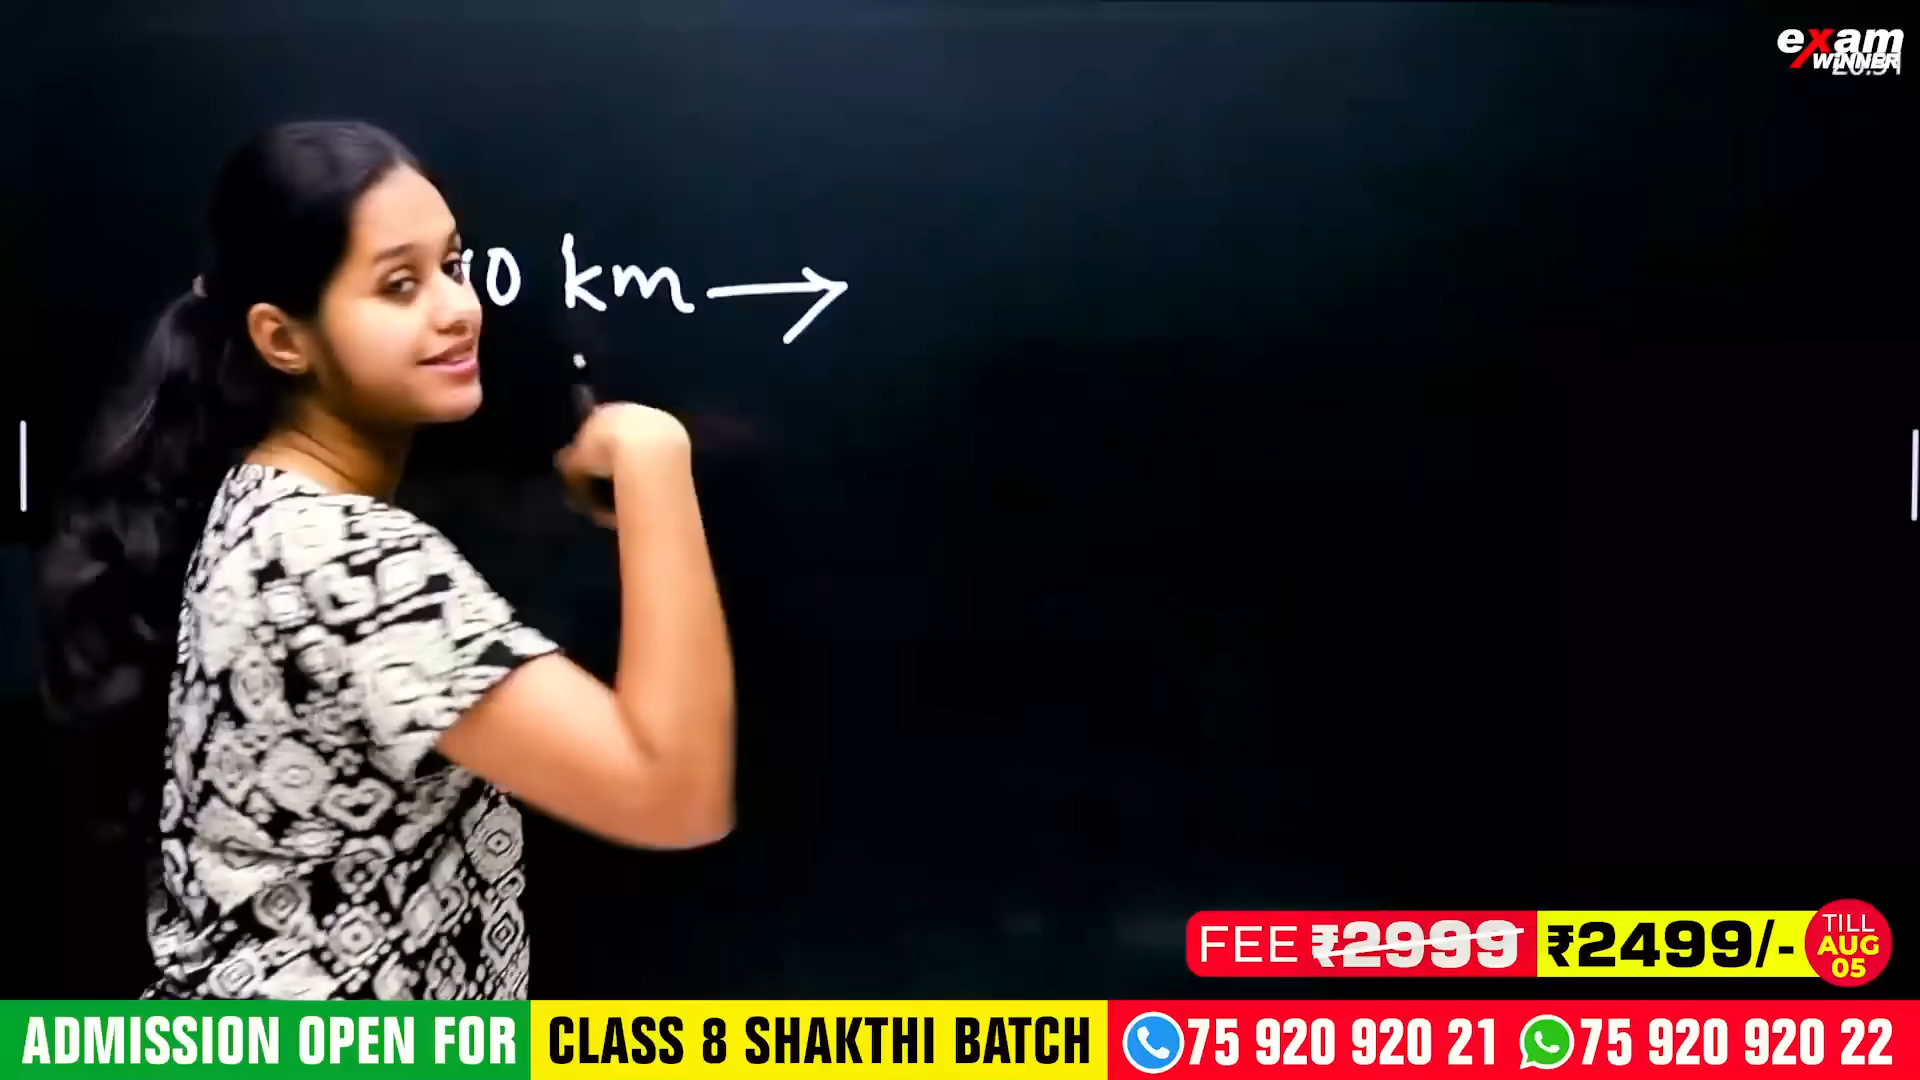 exam
WINNER
0 km →
FEE ₹2999 ₹2499/-
TILL
AUG
05
ADMISSION OPEN FOR CLASS 8 SHAKTHI BATCH 75 920 920 21 75 920 920 22